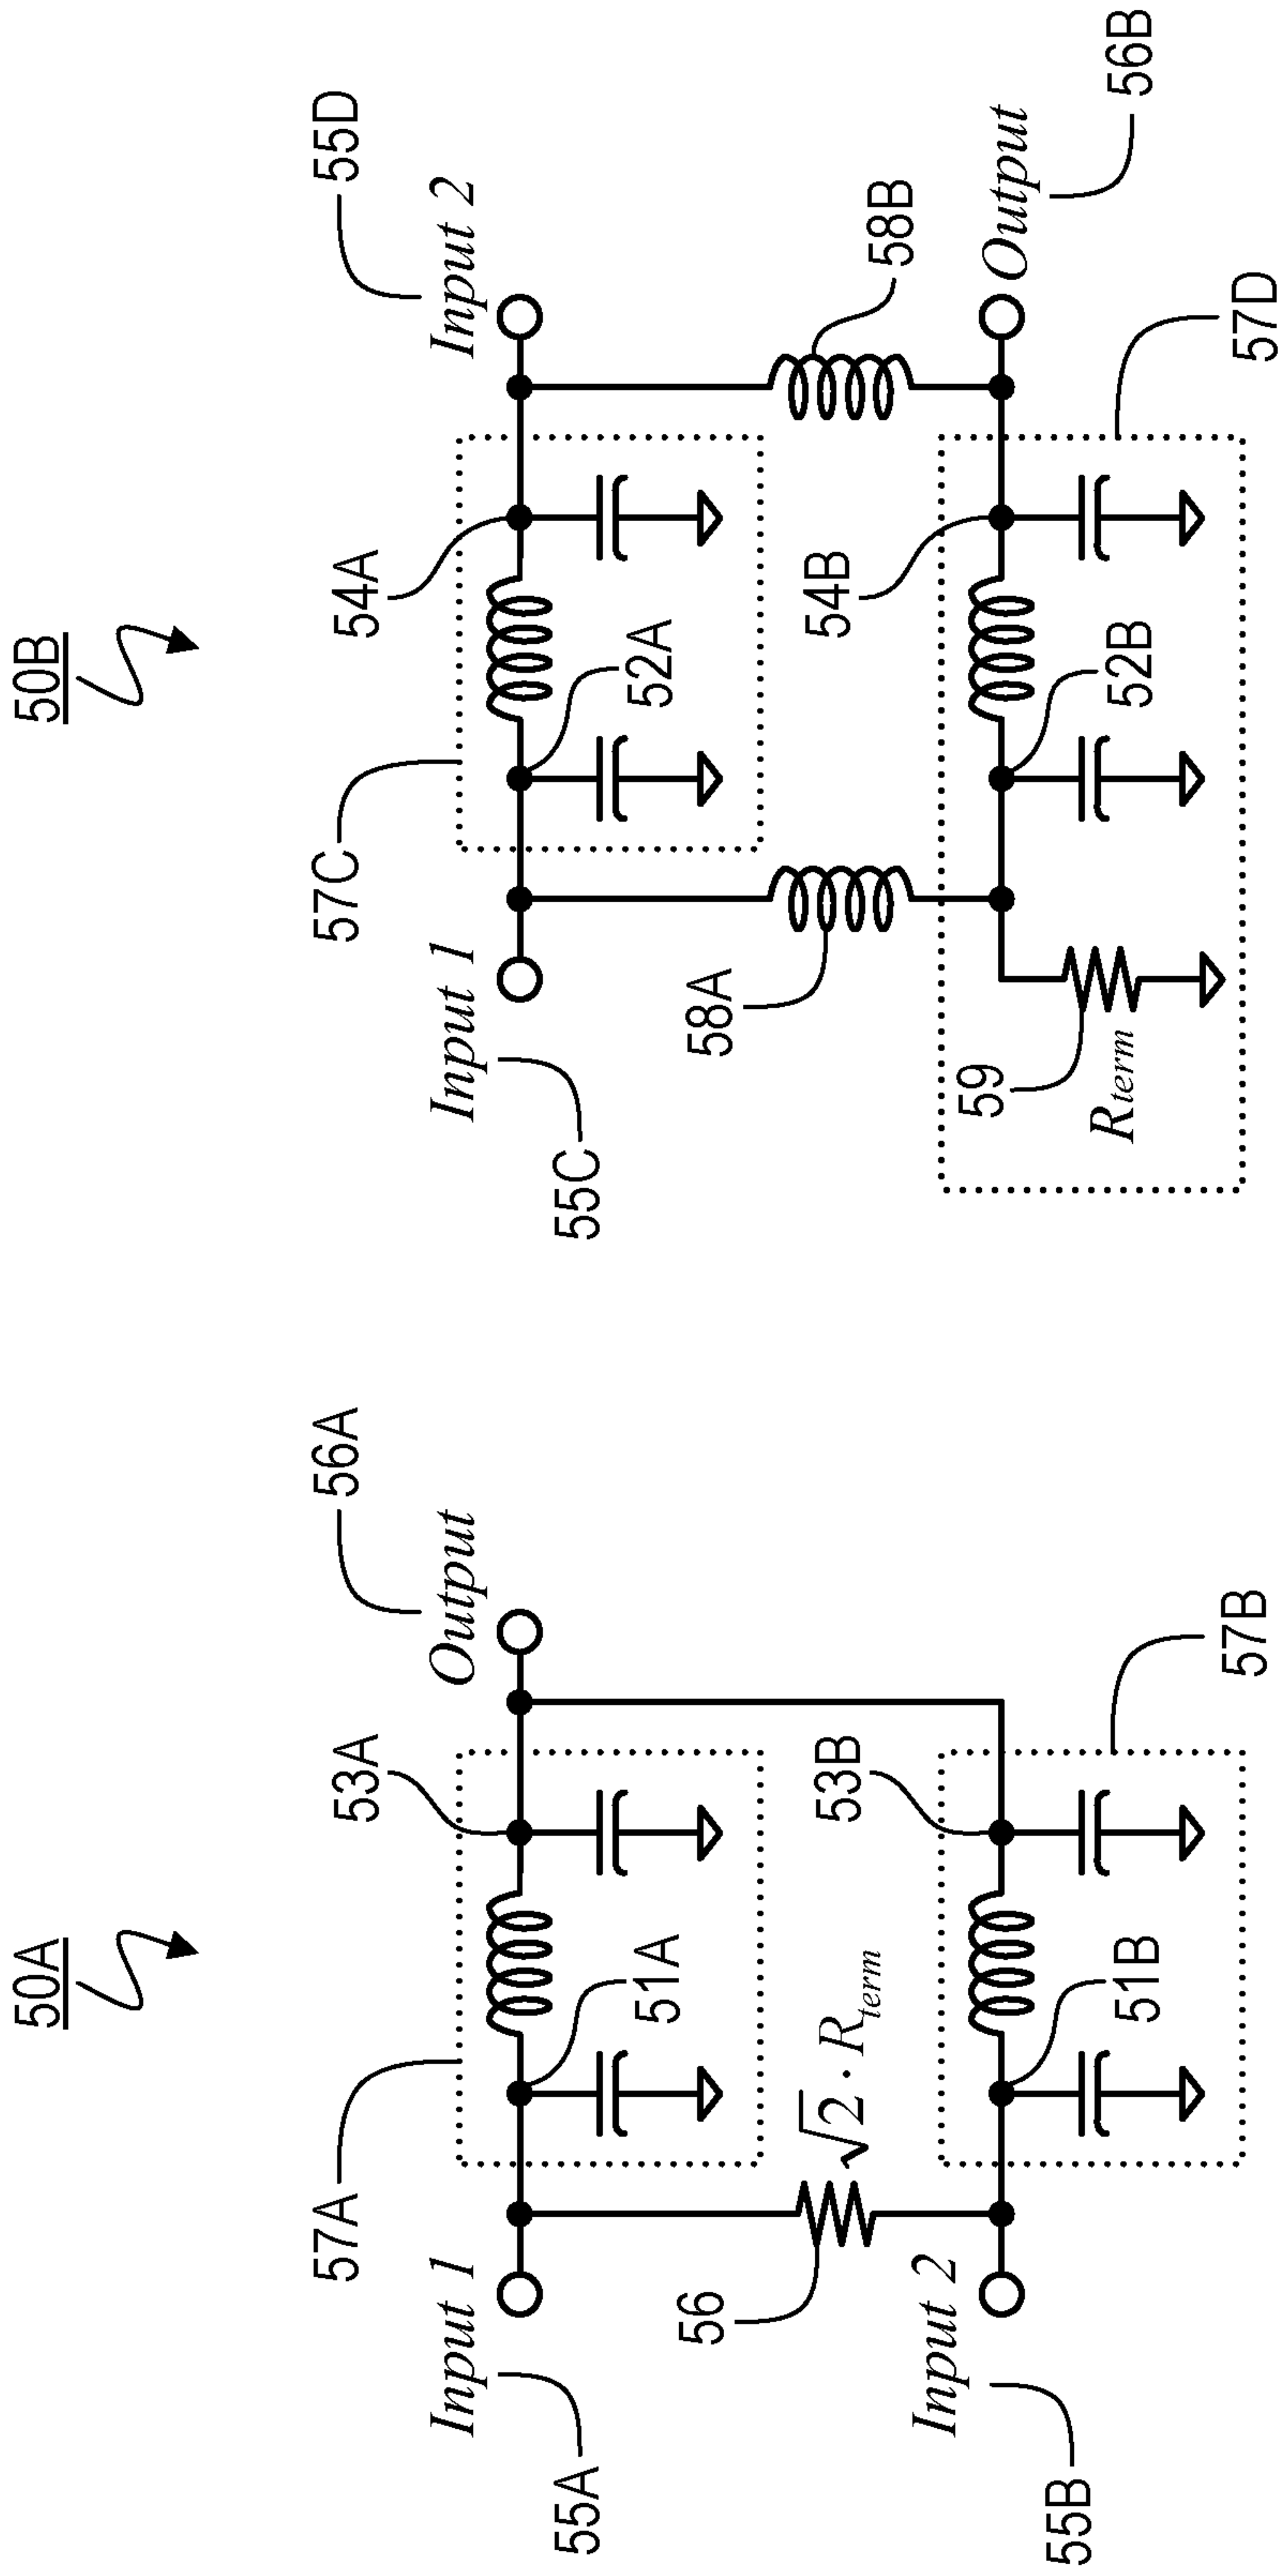 50A
57A
53A
56A
Input 1
Output
55A
51A
56
√2 · Rterm
53B
Input 2
51B
57B
55B
50B
57C
54A
55D
Input 1
Input 2
55C
52A
58A
58B
54B
59
Rterm
52B
Output
56B
57D